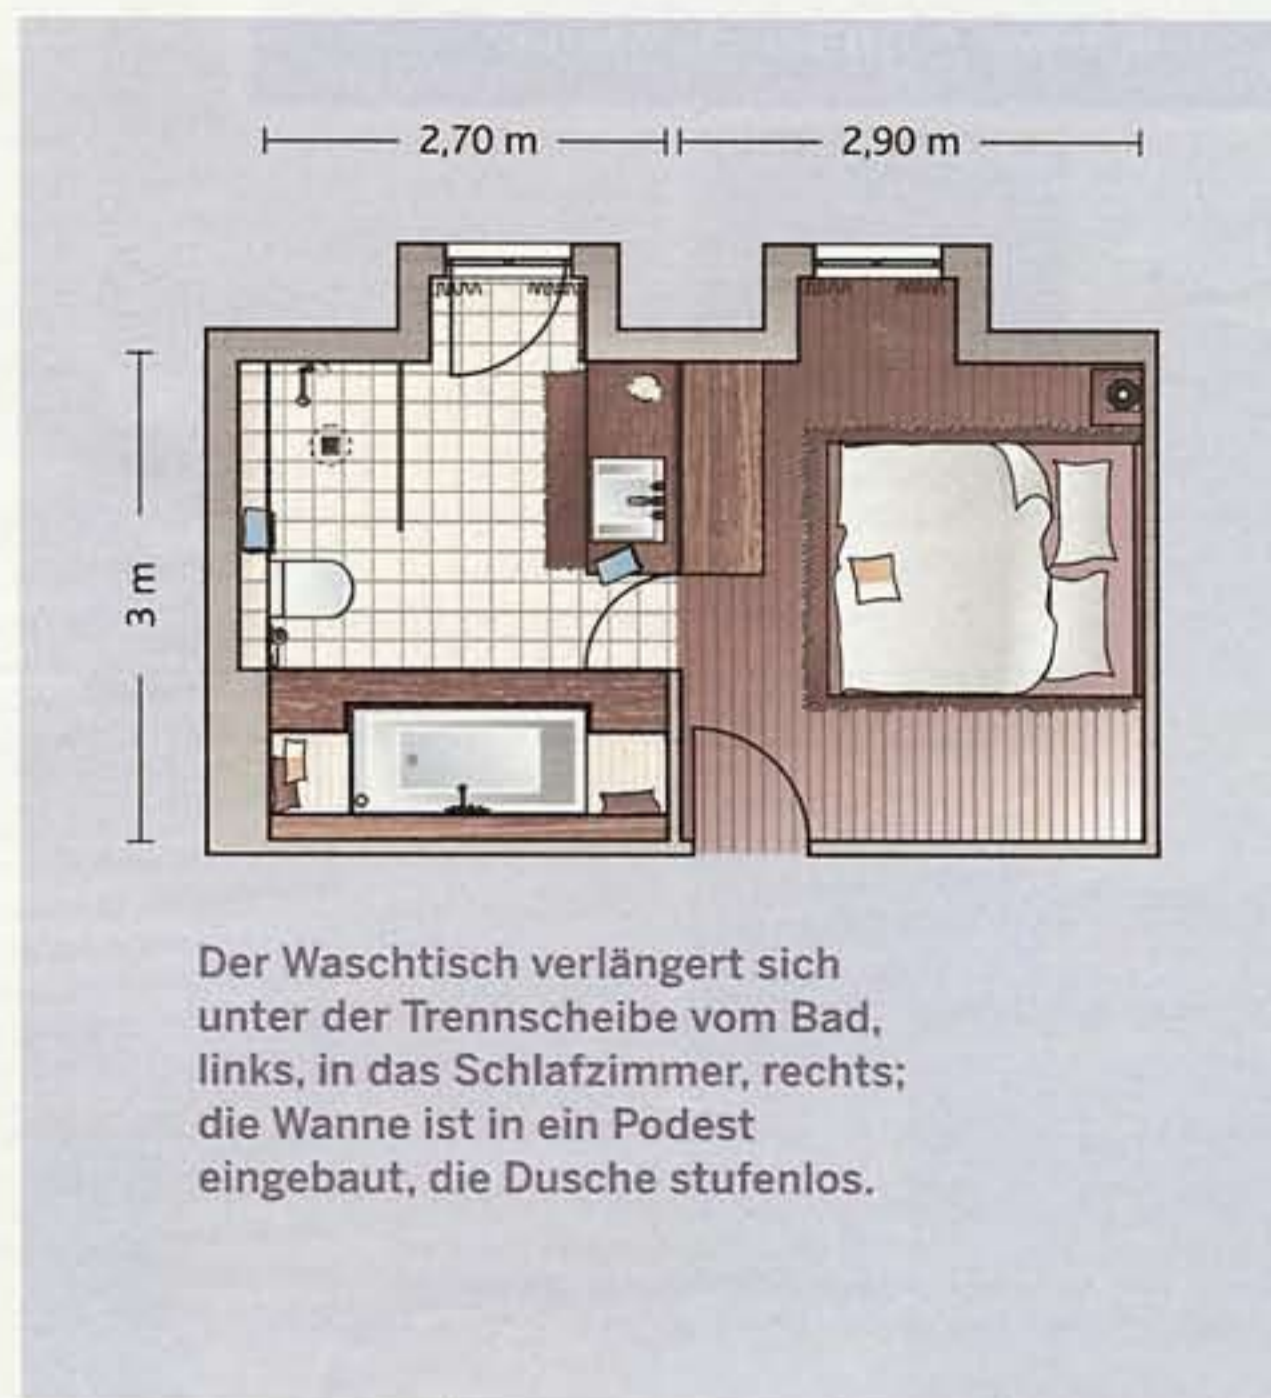 2,70 m
2,90 m
3 m
Der Waschtisch verlängert sich
unter der Trennscheibe vom Bad,
links, in das Schlafzimmer, rechts;
die Wanne ist in ein Podest
eingebaut, die Dusche stufenlos.